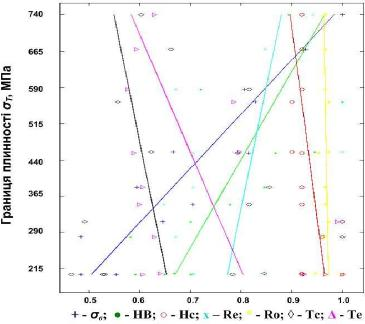 740
665
590
515
440
365
290
215
Границя плинності σт, МПа
0.5 0.6 0.7 0.8 0.9 1.0
+ - σв; ● - HB; ○ - Hc; x – Re; - Ro; ◊ - Tc; Δ - Te